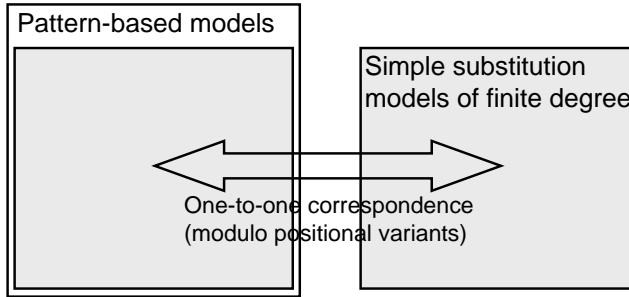 Pattern-based models
Simple substitution
models of finite degree
One-to-one correspondence
(modulo positional variants)